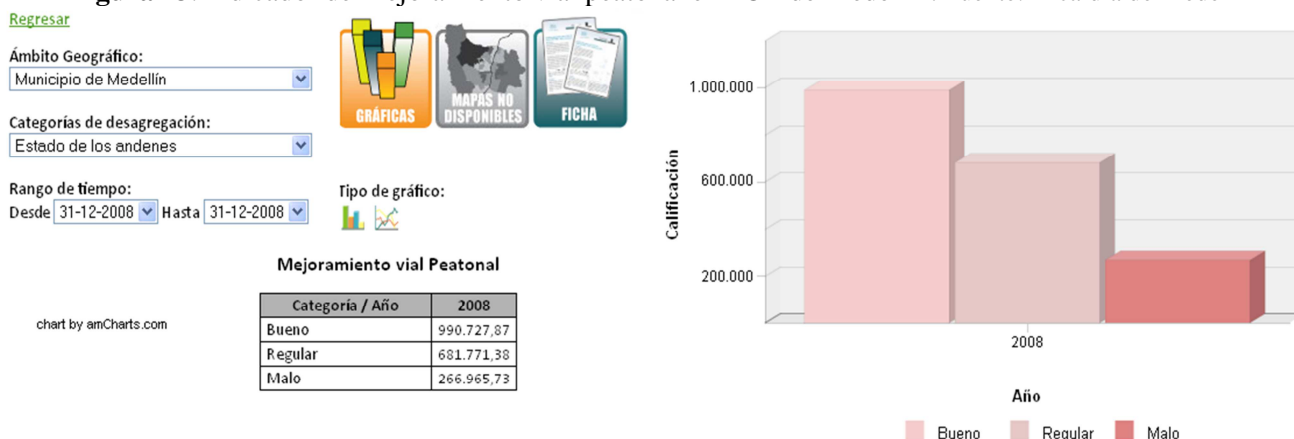 Regresar
Ámbito Geográfico:
Municipio de Medellín
Categorías de desagregación:
Estado de los andenes
Rango de tiempo:
Desde 31-12-2008 Hasta 31-12-2008
GRÁFICAS
MAPAS NO
DISPONIBLES
FICHA
Tipo de gráfico:
Mejoramiento vial Peatonal
Categoría / Año 2008
Bueno 990.727,87
Regular 681.771,38
Malo 266.965,73
chart by amCharts.com
Calificación
1.000.000
600.000
200.000
2008
Año
Bueno Regular Malo